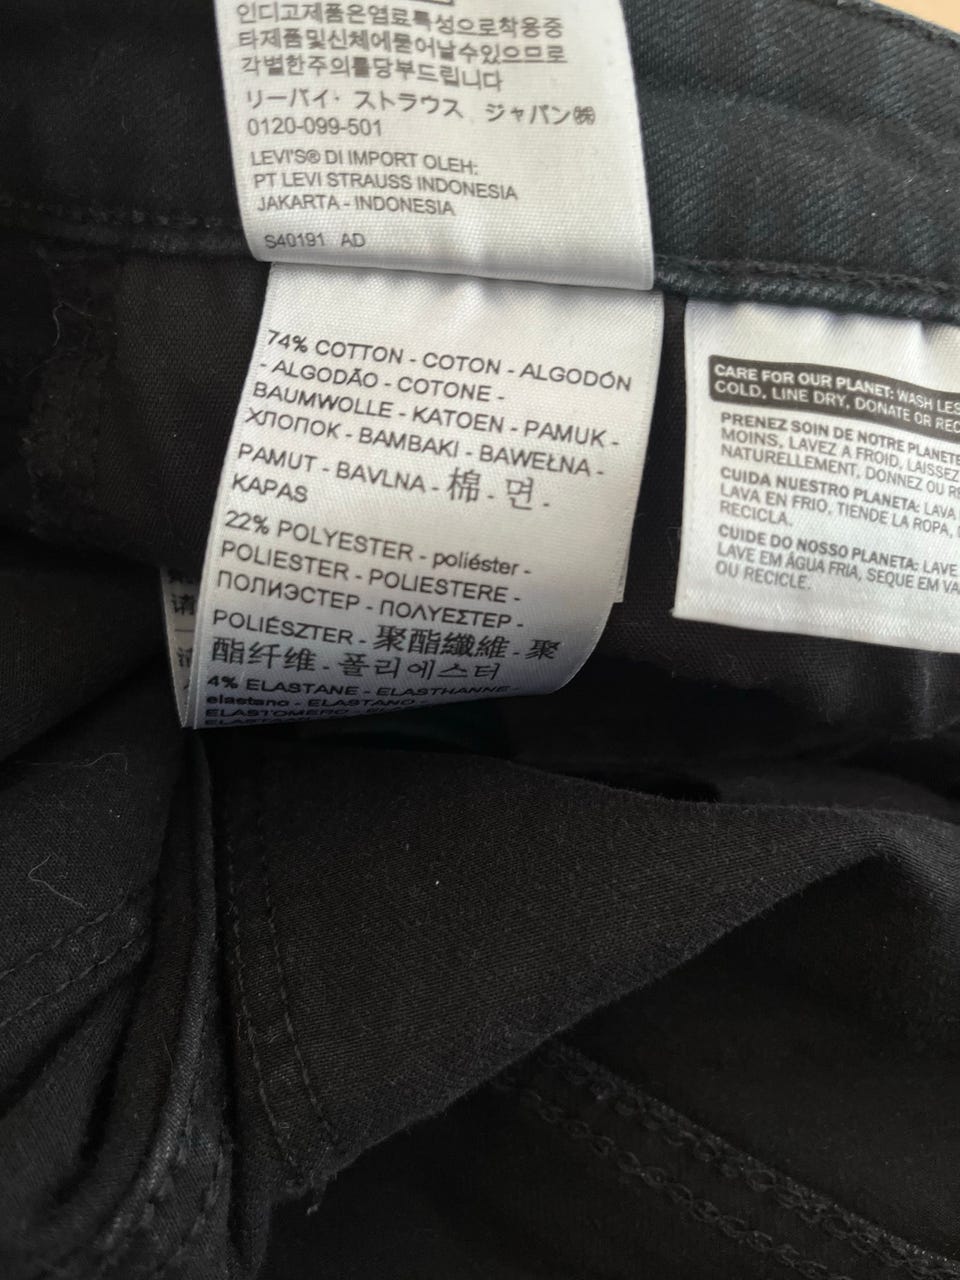 인디고제품은염료특성으로착용중
타제품및신체에묻어날수있으므로
각별한주의를당부드립니다
リーバイ・ストラウス ジャパン㈱
0120-099-501
LEVI'S® DI IMPORT OLEH:
PT LEVI STRAUSS INDONESIA
JAKARTA - INDONESIA
S40191 AD
74% COTTON - COTON - ALGODÓN
- ALGODÃO - COTONE -
BAUMWOLLE - KATOEN - PAMUK -
ХЛОПОК - BAMBAKI - BAWEŁNA -
PAMUT - BAVLNA - 棉 - 면 -
KAPAS
22% POLYESTER - poliéster -
POLIESTER - POLIESTERE -
ПОЛИЭСТЕР - ΠΟΛΥΕΣΤΕΡ -
POLIÉSZTER - 聚酯纖維 - 聚
酯纤维 - 폴리에스터
4% ELASTANE - ELASTHANNE -
elastano - ELASTANO -
ELASTOMERO -
CARE FOR OUR PLANET: WASH LES
COLD, LINE DRY, DONATE OR REC
PRENEZ SOIN DE NOTRE PLANETE
MOINS, LAVEZ A FROID, LAISSEZ
NATURELLEMENT, DONNEZ OU R
CUIDA NUESTRO PLANETA: LAVA
LAVA EN FRIO, TIENDE LA ROPA,
RECICLA.
CUIDE DO NOSSO PLANETA: LAVE
LAVE EM ÁGUA FRIA, SEQUE EM VA
OU RECICLE.
请